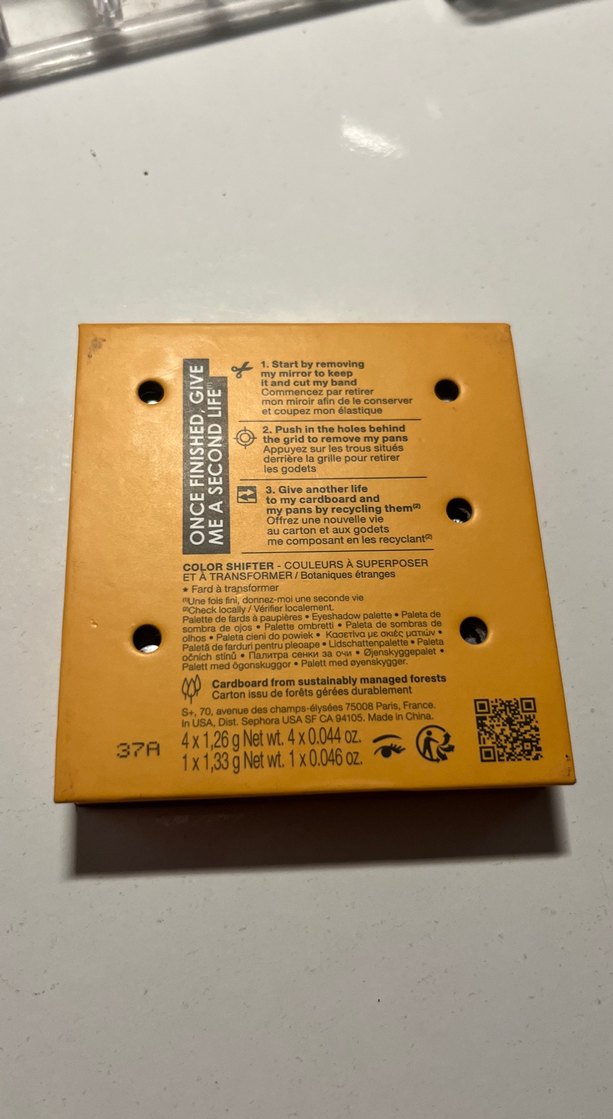 ONCE FINISHED, GIVE
ME A SECOND LIFE⁽¹⁾
1. Start by removing
my mirror to keep
it and cut my band
Commencez par retirer
mon miroir afin de le conserver
et coupez mon élastique
2. Push in the holes behind
the grid to remove my pans
Appuyez sur les trous situés
derrière la grille pour retirer
les godets
3. Give another life
to my cardboard and
my pans by recycling them⁽²⁾
Offrez une nouvelle vie
au carton et aux godets
me composant en les recyclant⁽²⁾
COLOR SHIFTER - COULEURS À SUPERPOSER
ET À TRANSFORMER / Botaniques étranges
★ Fard à transformer
⁽¹⁾Une fois fini, donnez-moi une seconde vie
⁽²⁾Check locally / Vérifier localement.
Palette de fards à paupières • Eyeshadow palette • Paleta de
sombra de ojos • Palette ombretti • Paleta de sombras de
olhos • Paleta cieni do powiek • Κασετίνα με σκιές ματιών •
Paletă de farduri pentru pleoape • Lidschattenpalette • Paleta
očních stínů • Палитра сенки за очи • Øjenskyggepalet •
Palett med ögonskuggor • Palett med øyenskygger.
Cardboard from sustainably managed forests
Carton issu de forêts gérées durablement
S+, 70, avenue des champs-élysées 75008 Paris, France.
In USA, Dist. Sephora USA SF CA 94105. Made in China.
4 x 1,26 g Net wt. 4 x 0.044 oz.
1 x 1,33 g Net wt. 1 x 0.046 oz.
37A